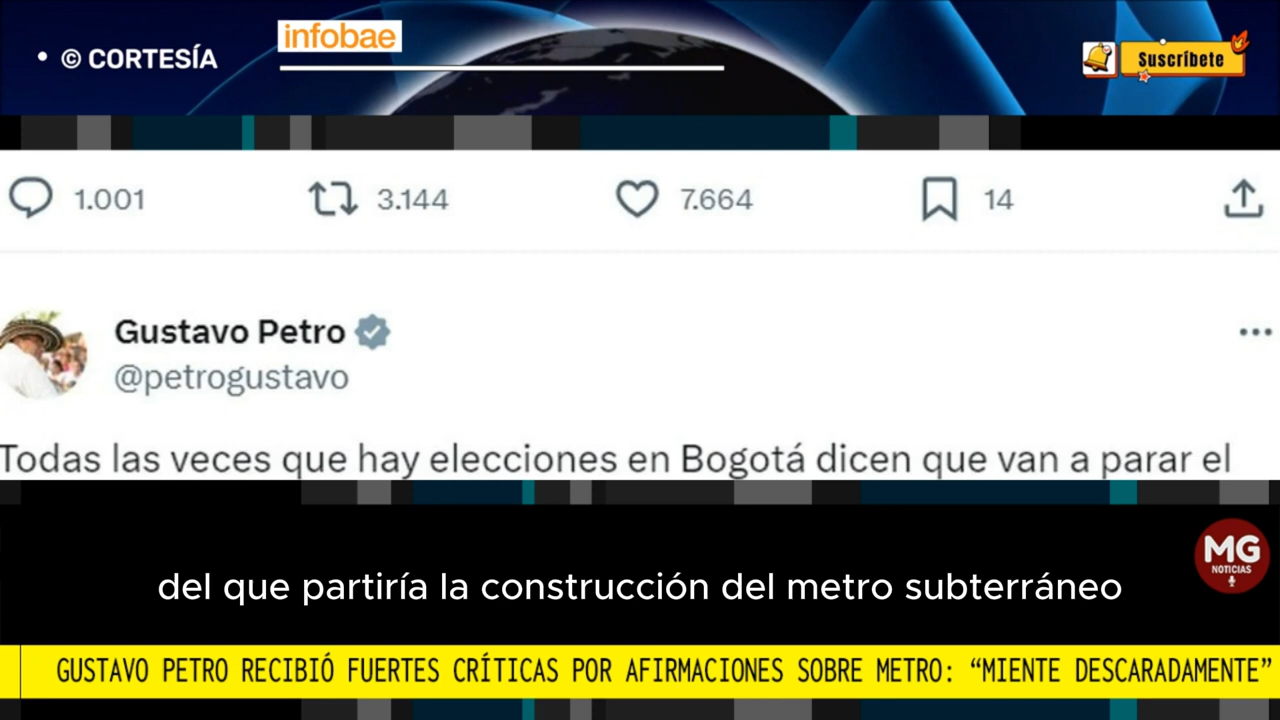 • © CORTESÍA
infobae
Suscríbete
1.001
3.144
7.664
14
Gustavo Petro
@petrogustavo
Todas las veces que hay elecciones en Bogotá dicen que van a parar el
MG
NOTICIAS
del que partiría la construcción del metro subterráneo
GUSTAVO PETRO RECIBIÓ FUERTES CRÍTICAS POR AFIRMACIONES SOBRE METRO: “MIENTE DESCARADAMENTE”